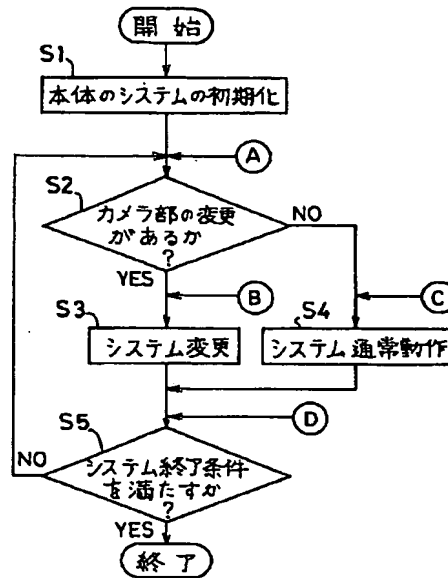 開始
S1
本体のシステムの初期化
A
S2
カメラ部の変更
があるか
?
NO
YES
B
C
S3
システム変更
S4
システム通常動作
D
S5
システム終了条件
を満たすか
?
NO
YES
終了